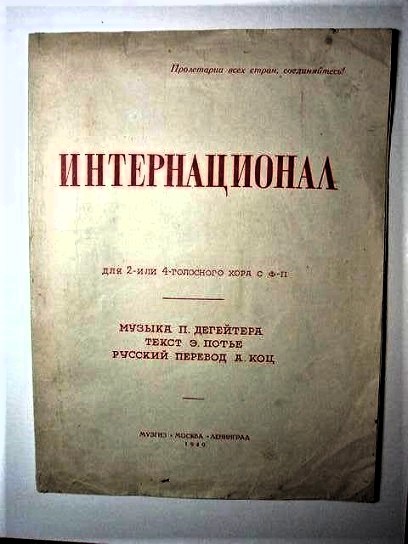 Пролетарии всех стран, соединяйтесь!
ИНТЕРНАЦИОНАЛ
ДЛЯ 2-ИЛИ 4-ГОЛОСНОГО ХОРА С Ф-П
МУЗЫКА П. ДЕГЕЙТЕРА
ТЕКСТ Э. ПОТЬЕ
РУССКИЙ ПЕРЕВОД А. КОЦ
МУЗГИЗ • МОСКВА • ЛЕНИНГРАД